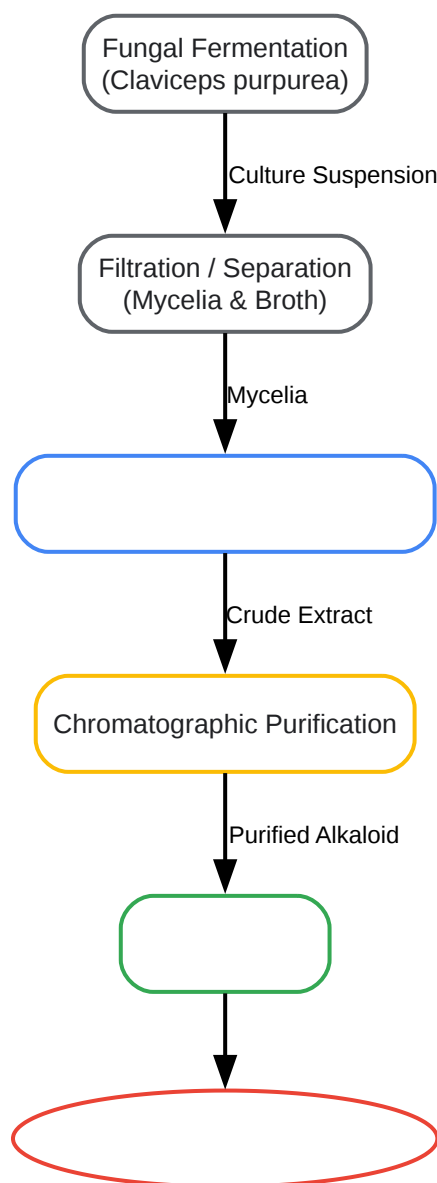 Fungal Fermentation
(Claviceps purpurea)
Culture Suspension
Filtration / Separation
(Mycelia & Broth)
Mycelia
Crude Extract
Chromatographic Purification
Purified Alkaloid